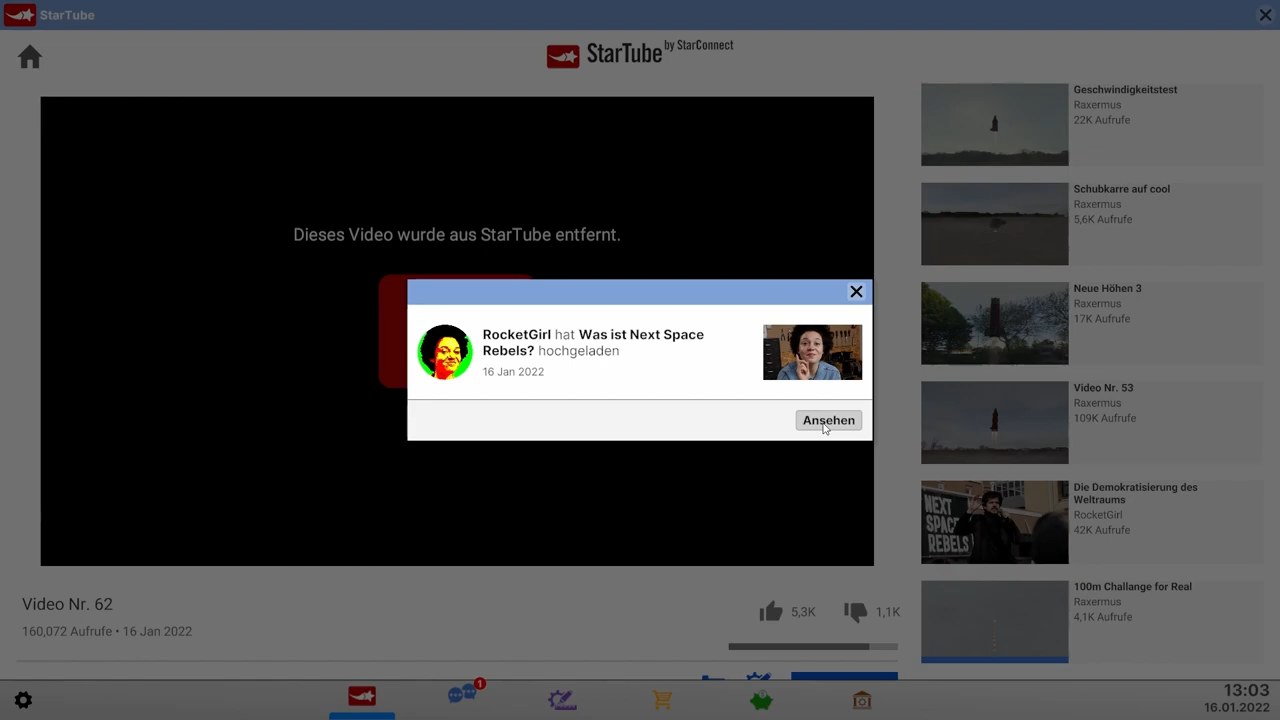 StarTube
StarTube by StarConnect
Dieses Video wurde aus StarTube entfernt.
RocketGirl hat Was ist Next Space
Rebels? hochgeladen
16 Jan 2022
Ansehen
Video Nr. 62
160,072 Aufrufe • 16 Jan 2022
5,3K
1,1K
Geschwindigkeitstest
Raxermus
22K Aufrufe
Schubkarre auf cool
Raxermus
5,6K Aufrufe
Neue Höhen 3
Raxermus
17K Aufrufe
Video Nr. 53
Raxermus
109K Aufrufe
NEXT
SPACE
REBELS
Die Demokratisierung des
Weltraums
RocketGirl
42K Aufrufe
100m Challange for Real
Raxermus
4,1K Aufrufe
1
13:03
16.01.2022